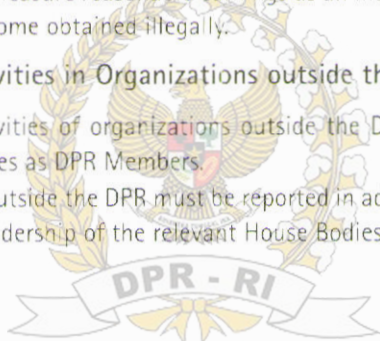 ome obtained illegally.
vities in Organizations outside th
vities of organizations outside the D
es as DPR Members.
utside the DPR must be reported in ad
dership of the relevant House Bodies
DPR - RI